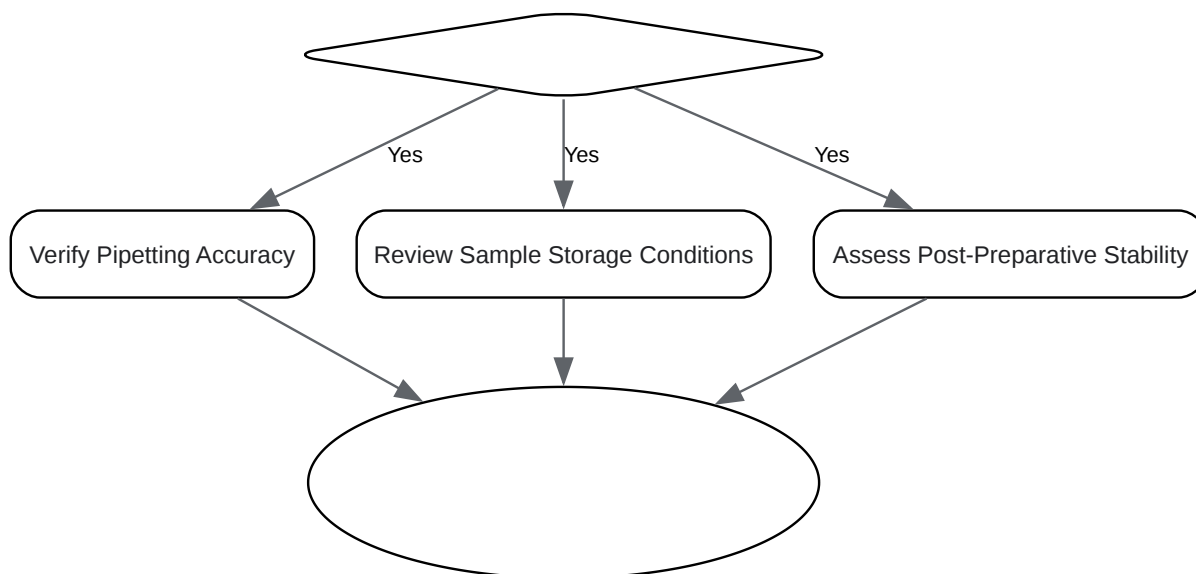 Yes
Yes
Yes
Verify Pipetting Accuracy
Review Sample Storage Conditions
Assess Post-Preparative Stability